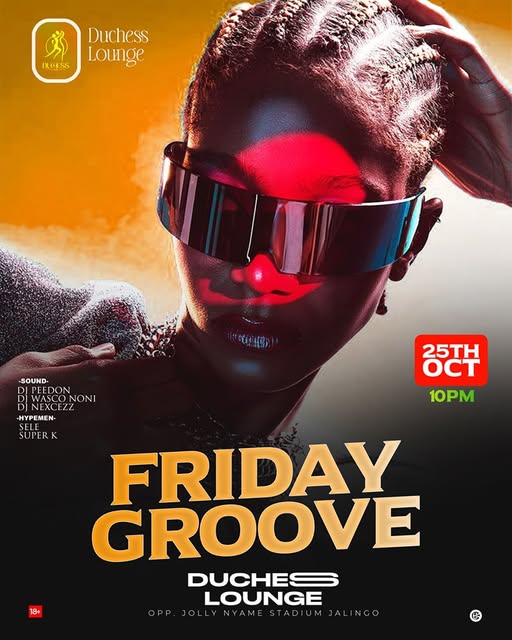 DUCHESS
Duchess
Lounge
-SOUND-
DJ PEEDON
DJ WASCO NONI
DJ NEXCEZZ
-HYPEMEN-
SELE
SUPER K
25TH
OCT
10PM
FRIDAY
GROOVE
DUCHESS
LOUNGE
OPP. JOLLY NYAME STADIUM JALINGO
18+